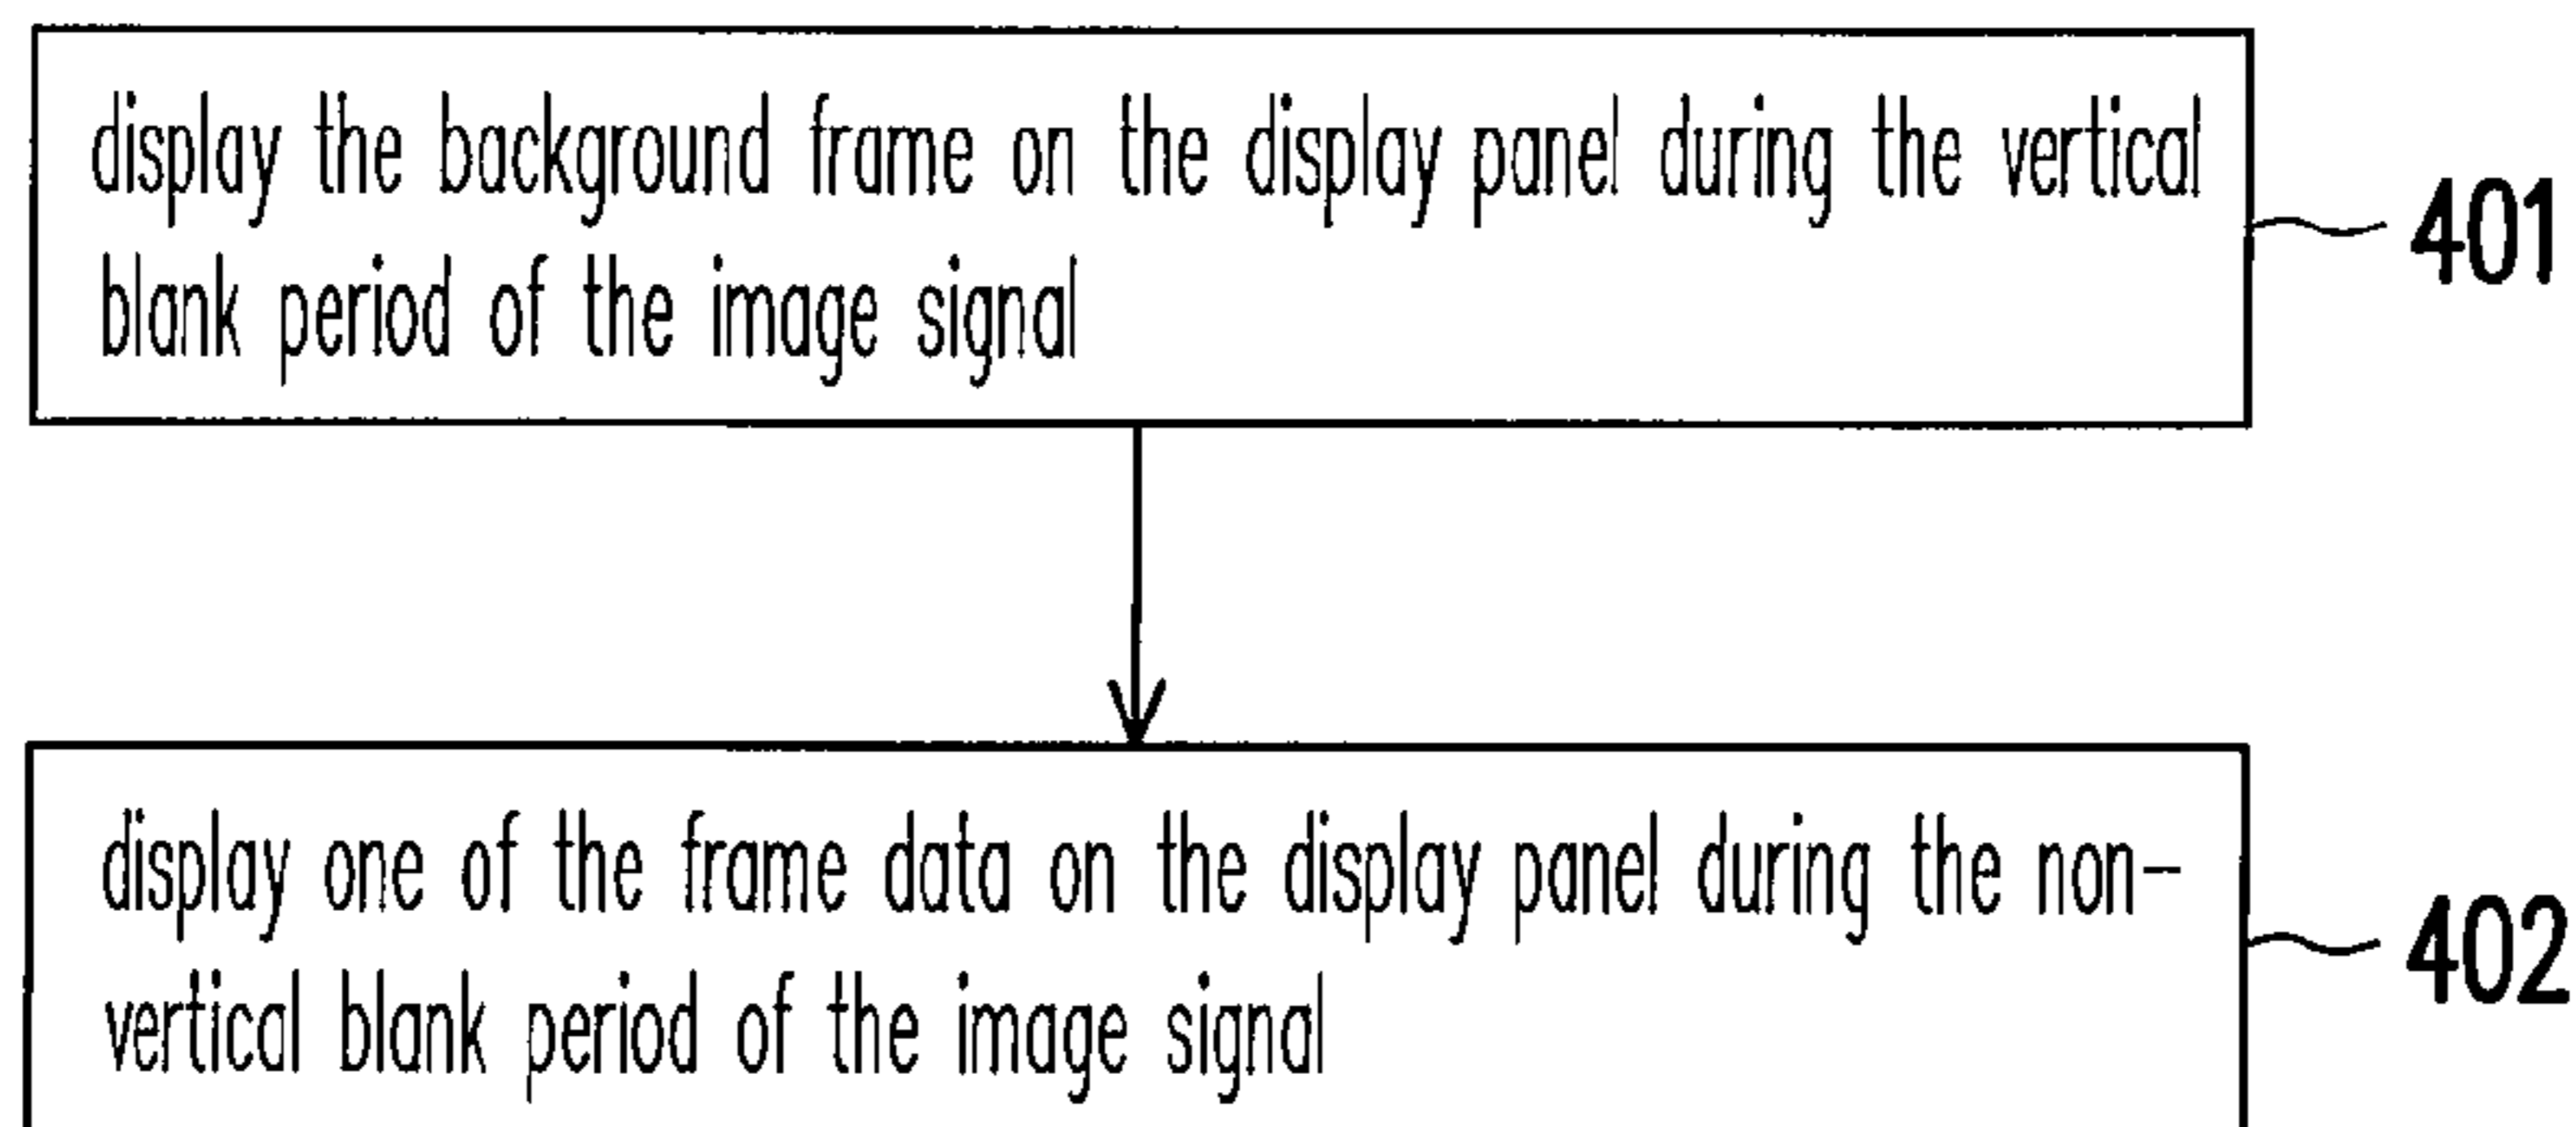 display the background frame on the display panel during the vertical
blank period of the image signal
401
display one of the frame data on the display panel during the non-
vertical blank period of the image signal
402